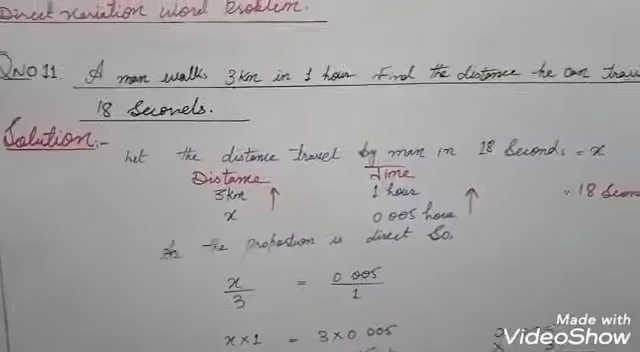 Direct Variation Word Problem.
QNO 11. A man walks 3km in 1 hour Find the distance he can
18 Seconds.
Solution:-
Let the distance travel by man in 18 Seconds = x
Distance Time
3km ↑ 1 hour ↑ = 18
x 0 005 hour
As the proportion is direct So,
x/3 = 0 005/1
x × 1 = 3 × 0 005
Made with
VideoShow